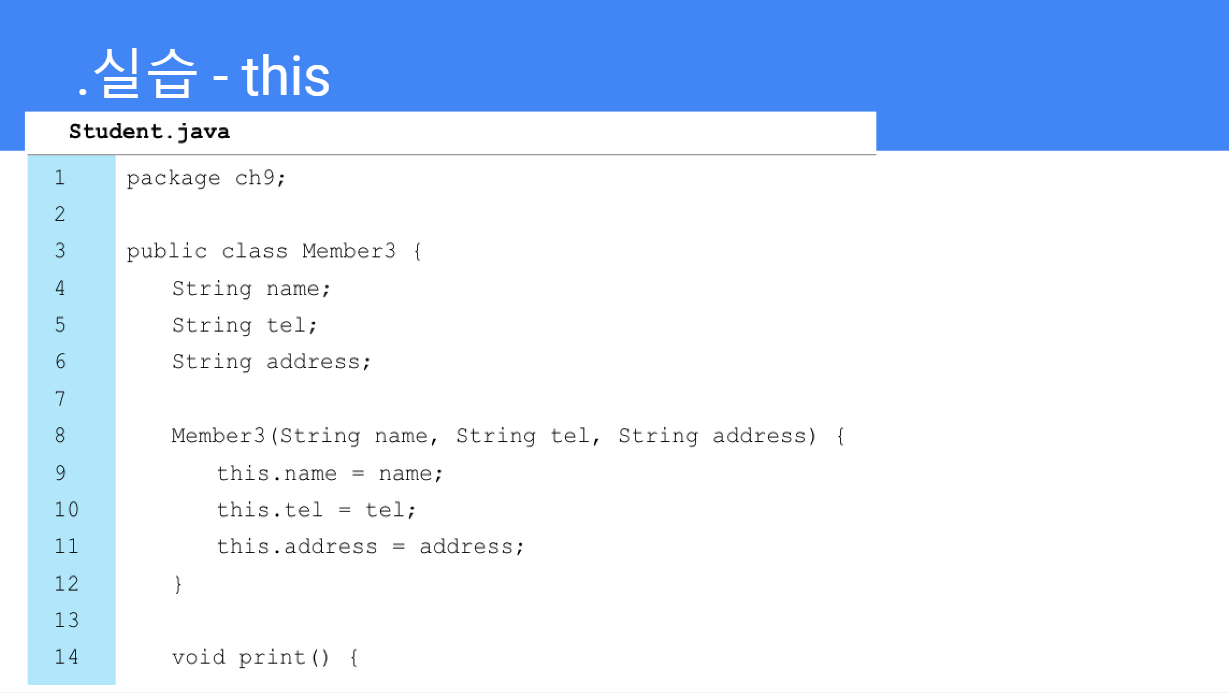 .실습 - this
Student.java
1 package ch9;
2
3 public class Member3 {
4 String name;
5 String tel;
6 String address;
7
8 Member3(String name, String tel, String address) {
9 this.name = name;
10 this.tel = tel;
11 this.address = address;
12 }
13
14 void print() {